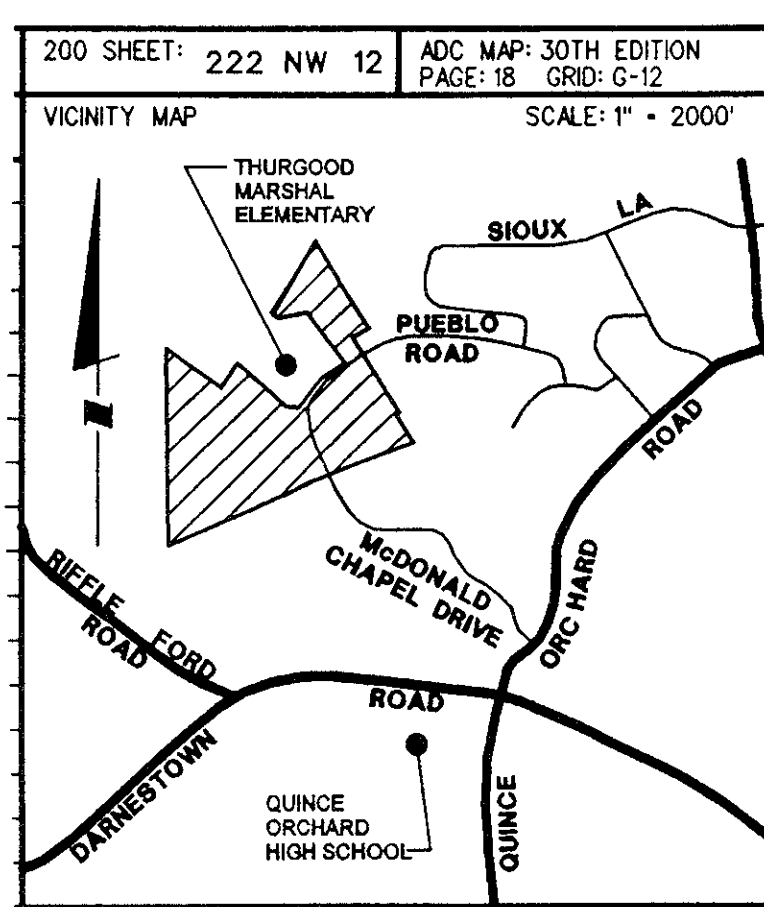 200 SHEET: 222 NW 12
ADC MAP: 30TH EDITION
PAGE: 18 GRID: G-12
VICINITY MAP
SCALE: 1" = 2000'
THURGOOD
MARSHAL
ELEMENTARY
SIOUX LA
PUEBLO
ROAD
N
QUINCE ORCHARD ROAD
McDONALD
CHAPEL DRIVE
RIFFLE FORD
ROAD
DARNESTOWN ROAD
QUINCE
ORCHARD
HIGH SCHOOL